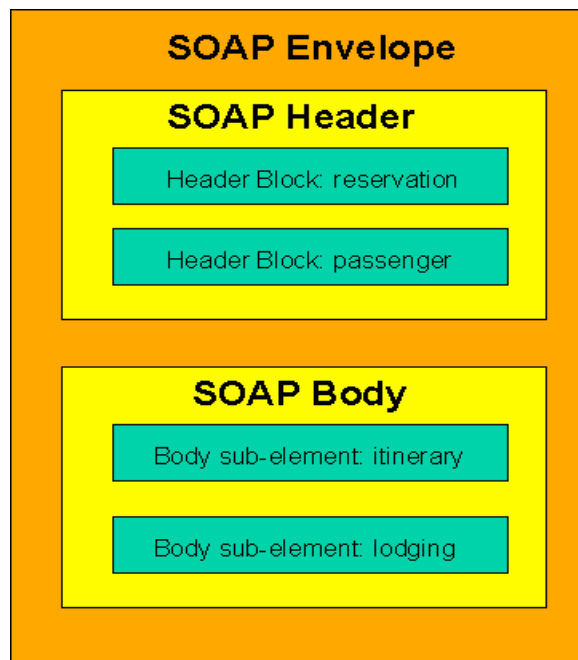 SOAP Envelope
SOAP Header
Header Block: reservation
Header Block: passenger
SOAP Body
Body sub-element: itinerary
Body sub-element: lodging